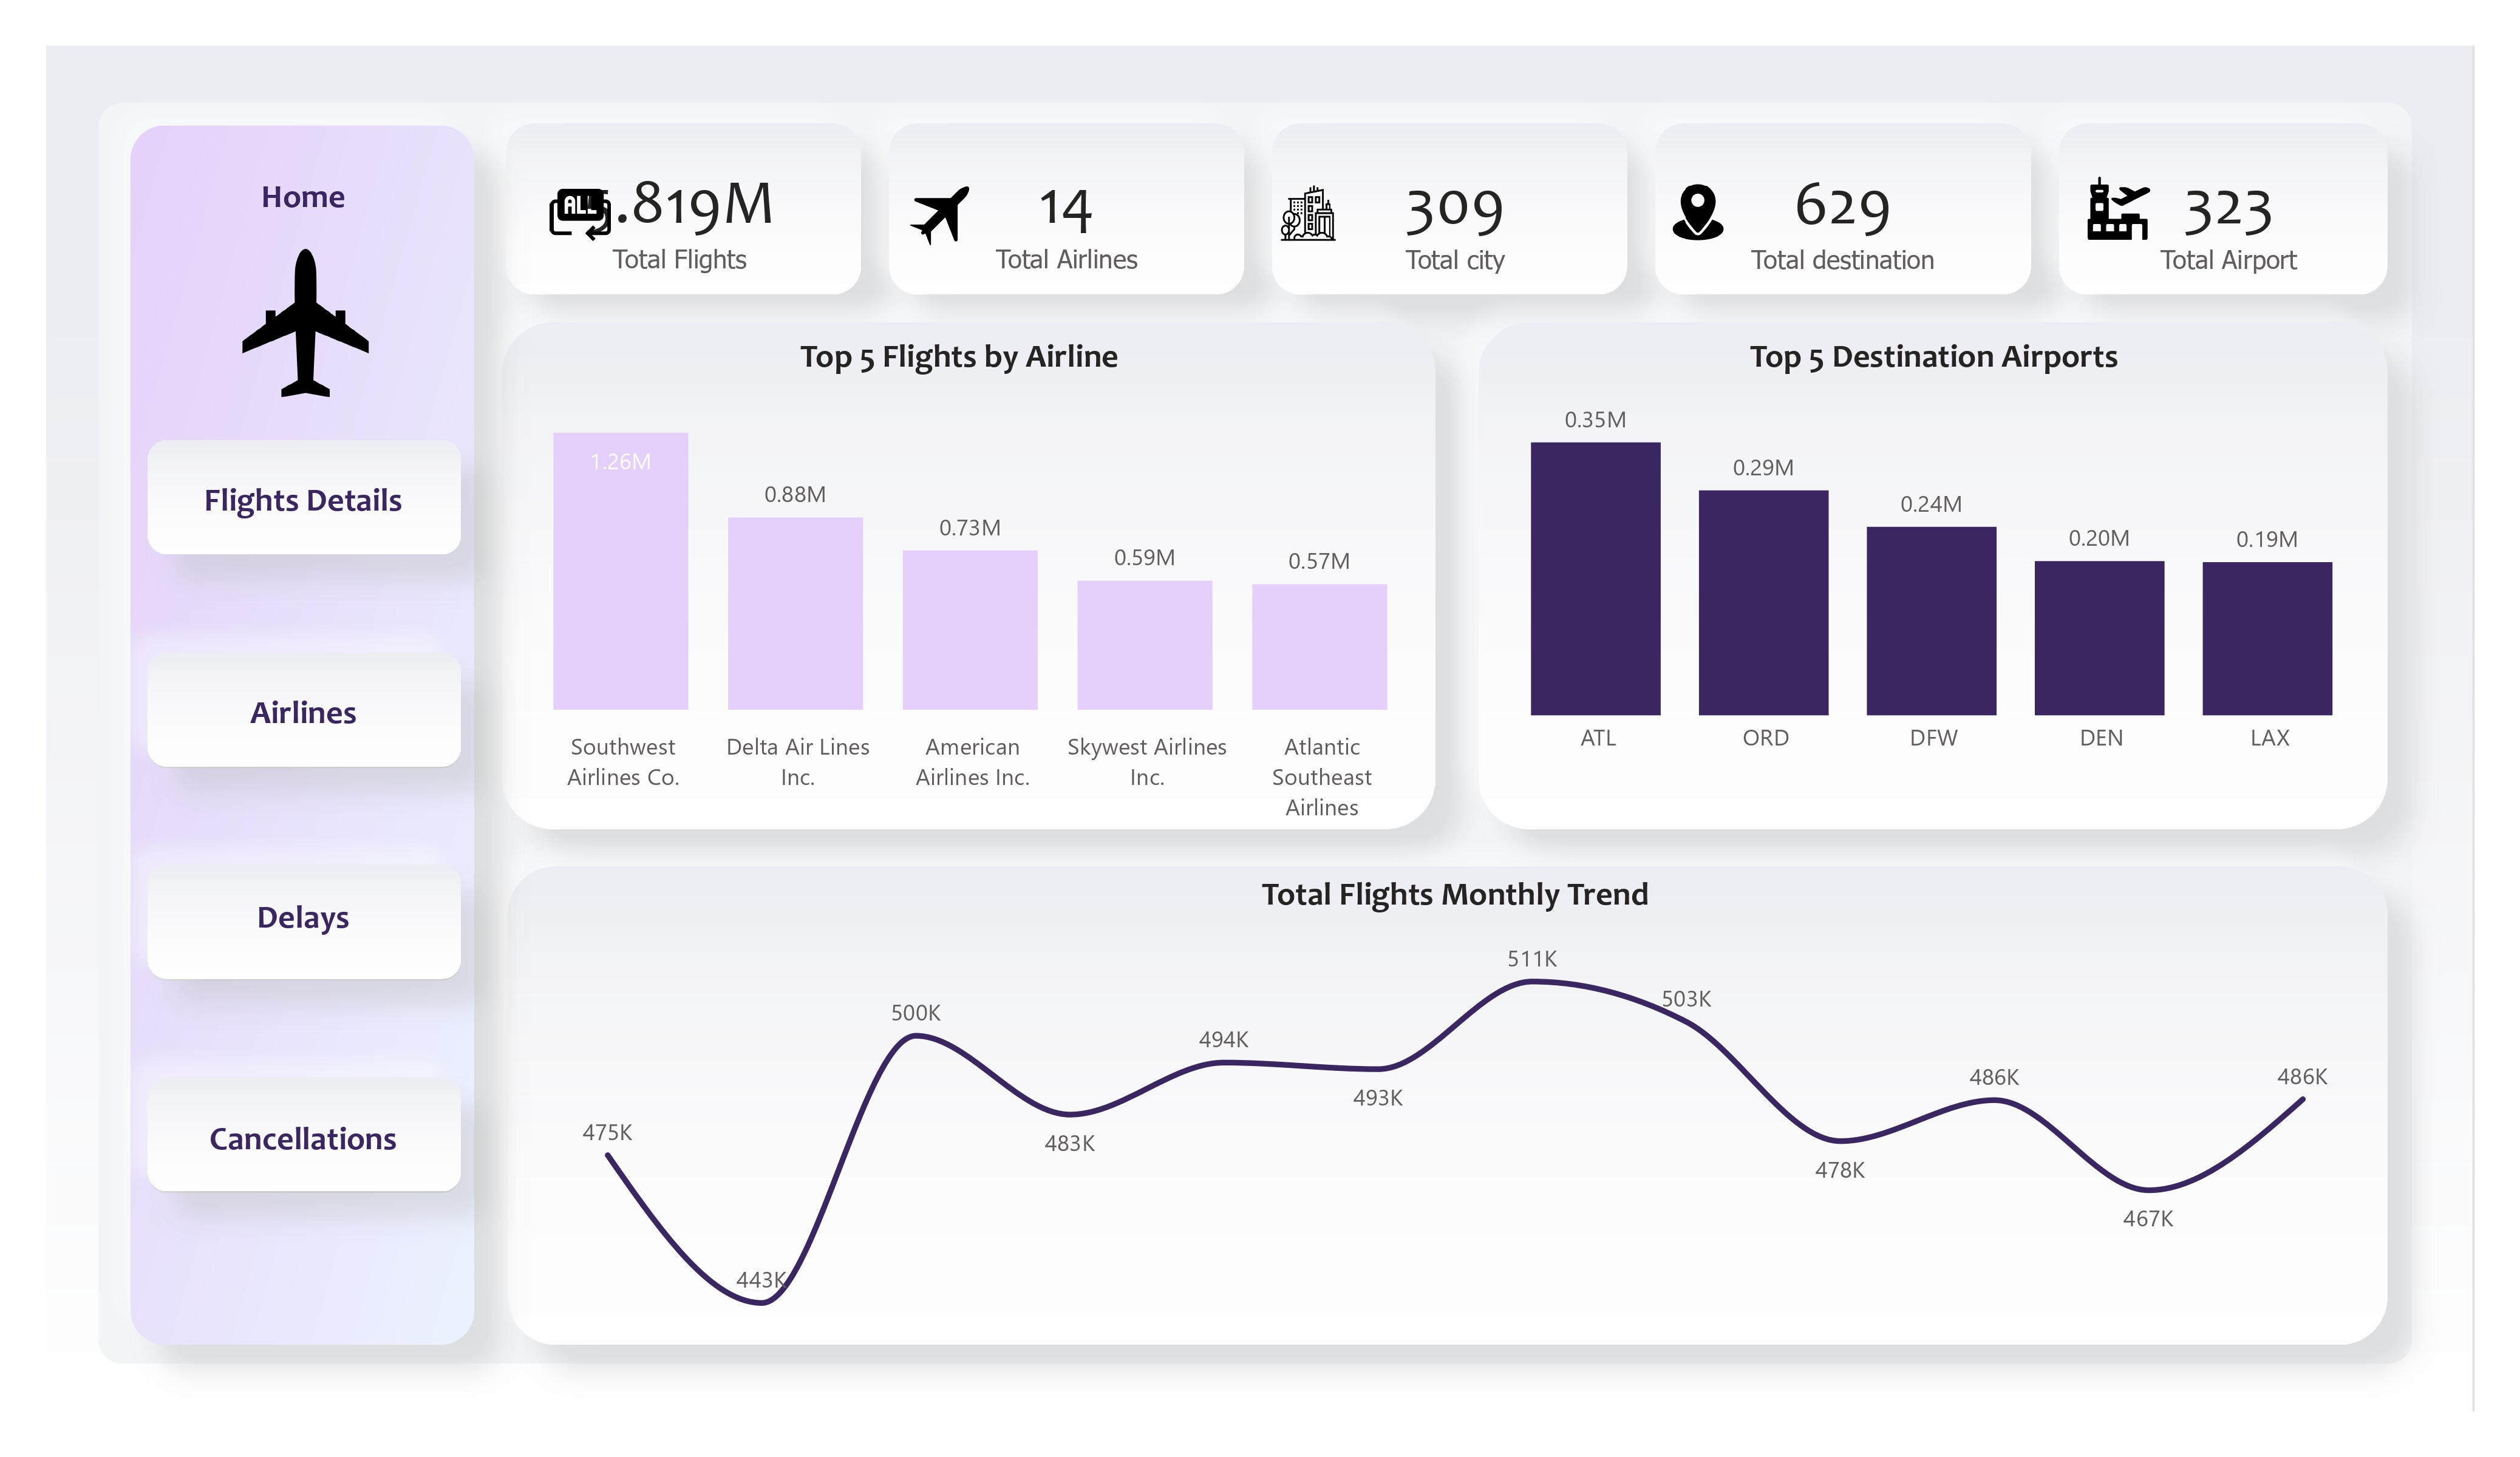 Home
Flights Details
Airlines
Delays
Cancellations
ALL
.819M
Total Flights
14
Total Airlines
309
Total city
629
Total destination
323
Total Airport
Top 5 Flights by Airline
1.26M
0.88M
0.73M
0.59M
0.57M
Southwest
Airlines Co.
Delta Air Lines
Inc.
American
Airlines Inc.
Skywest Airlines
Inc.
Atlantic
Southeast
Airlines
Top 5 Destination Airports
0.35M
0.29M
0.24M
0.20M
0.19M
ATL
ORD
DFW
DEN
LAX
Total Flights Monthly Trend
475K
443K
500K
483K
494K
493K
511K
503K
478K
486K
467K
486K